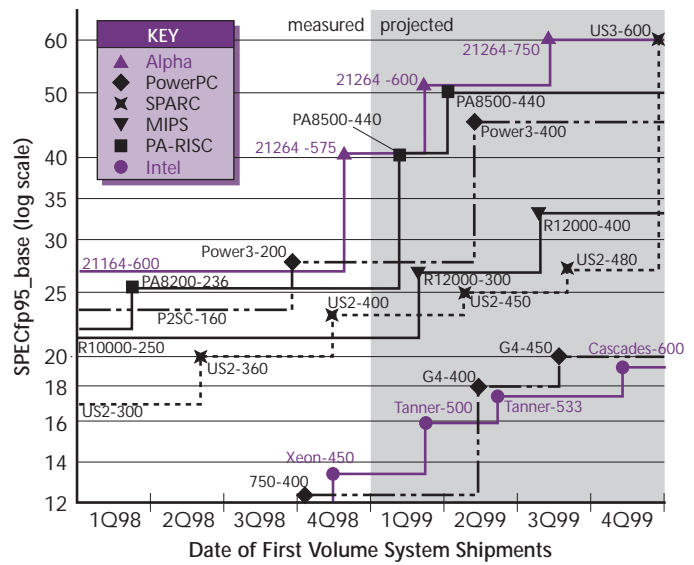 measured projected
KEY
Alpha
PowerPC
SPARC
MIPS
PA-RISC
Intel
SPECfp95_base (log scale)
60
50
40
35
30
25
20
18
16
14
12
US3-600
21264-750
21264 -600
PA8500-440
PA8500-440
Power3-400
21264 -575
R12000-400
Power3-200
21164-600
US2-480
PA8200-236
R12000-300
US2-400
US2-450
P2SC-160
R10000-250
G4-450
US2-360
Cascades-600
G4-400
US2-300
Tanner-500
Tanner-533
Xeon-450
750-400
1Q98 2Q98 3Q98 4Q98 1Q99 2Q99 3Q99 4Q99
Date of First Volume System Shipments